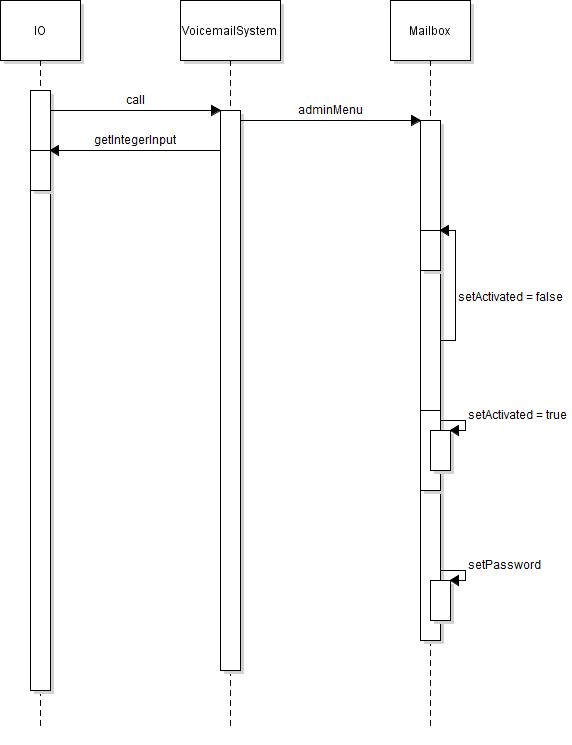 IO
VoicemailSystem
Mailbox
call
adminMenu
getIntegerInput
setActivated = false
setActivated = true
setPassword